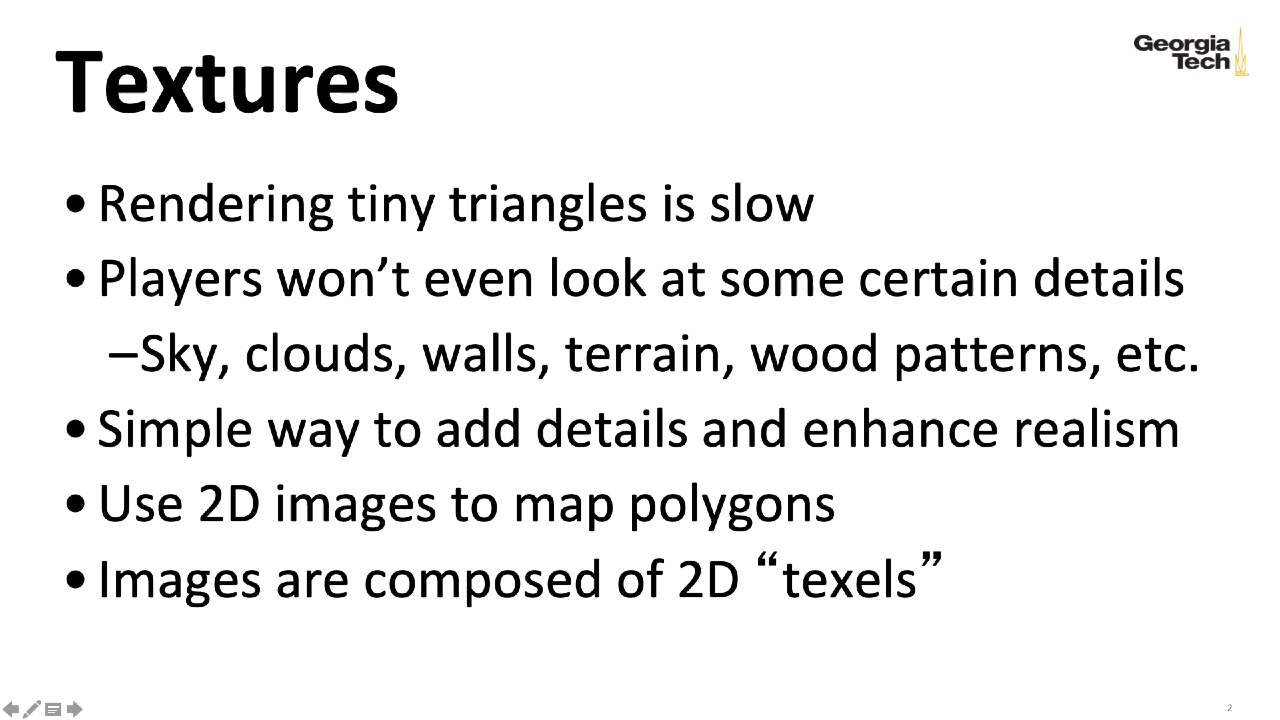 Textures
Georgia
Tech
• Rendering tiny triangles is slow
• Players won’t even look at some certain details
–Sky, clouds, walls, terrain, wood patterns, etc.
• Simple way to add details and enhance realism
• Use 2D images to map polygons
• Images are composed of 2D “texels”
2